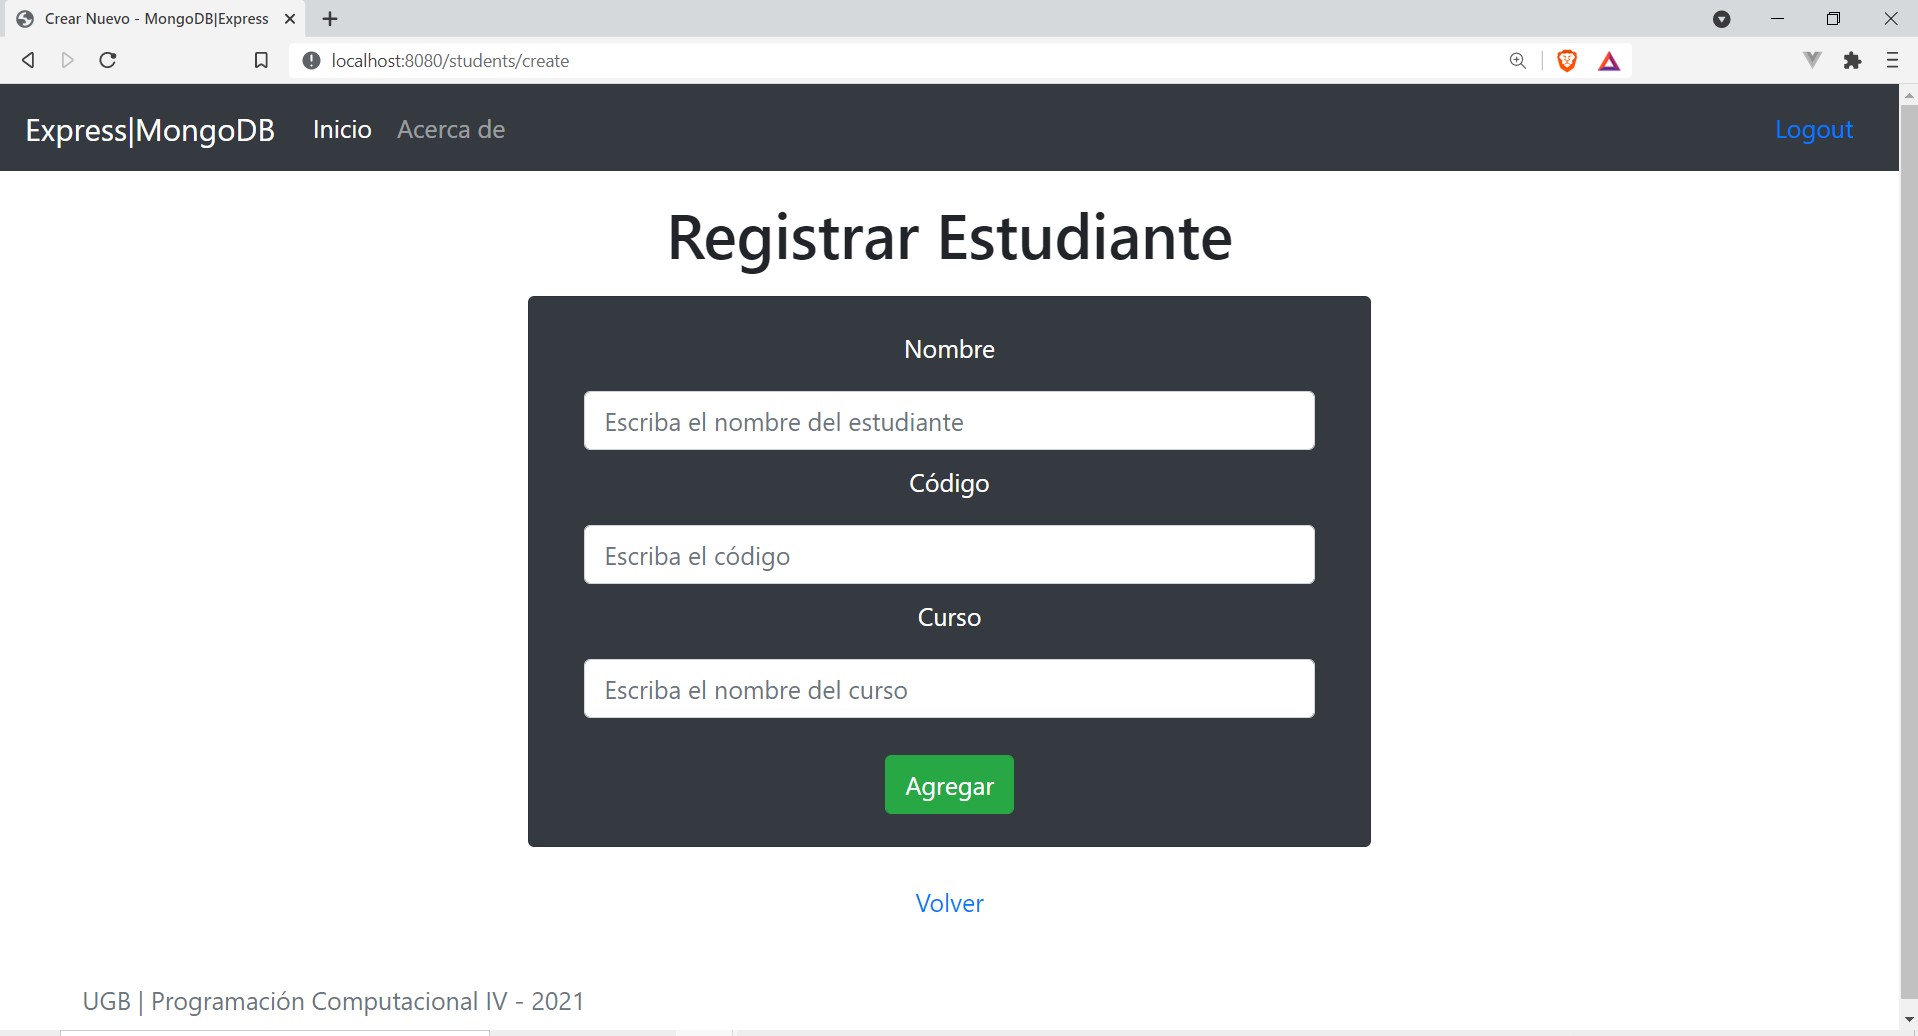 Crear Nuevo - MongoDB|Express
localhost:8080/students/create
Express|MongoDB Inicio Acerca de Logout
Registrar Estudiante
Nombre
Escriba el nombre del estudiante
Código
Escriba el código
Curso
Escriba el nombre del curso
Agregar
Volver
UGB | Programación Computacional IV - 2021